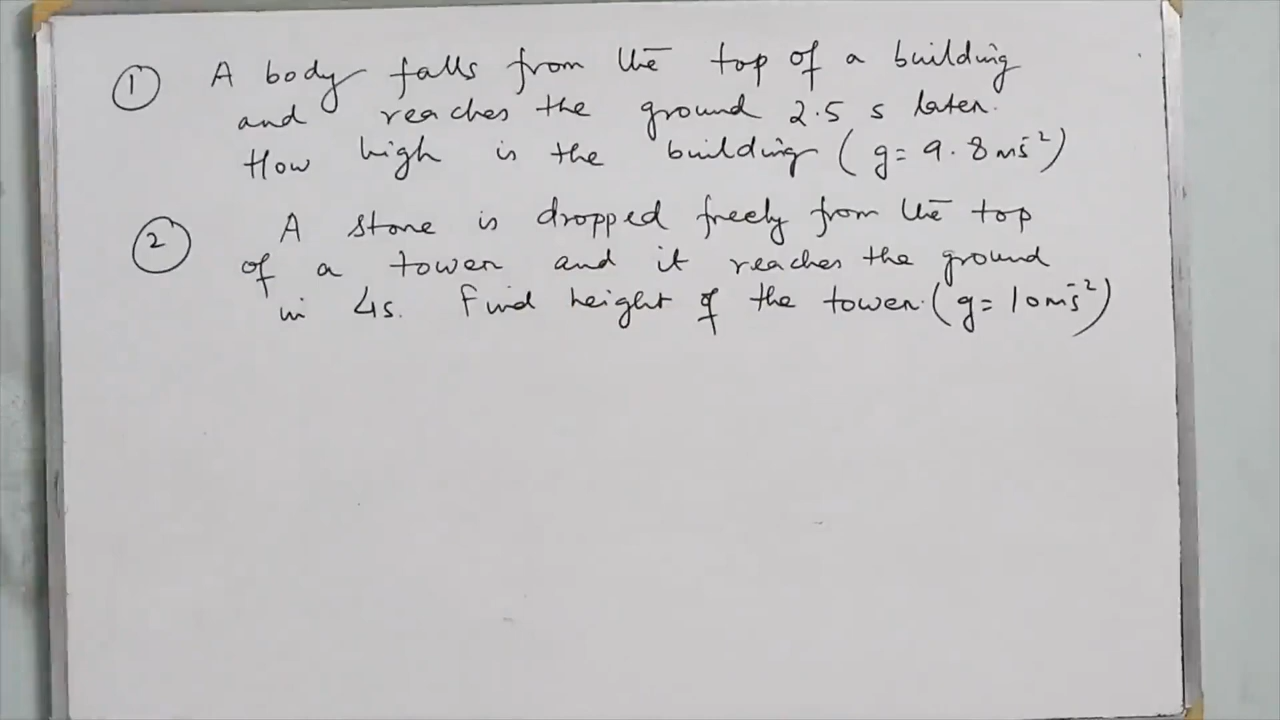 ① A body falls from the top of a building
and reaches the ground 2.5 s later.
How high is the building (g= 9.8 ms⁻²)
② A stone is dropped freely from the top
of a tower and it reaches the ground
in 4s. Find height of the tower. (g= 10 ms⁻²)